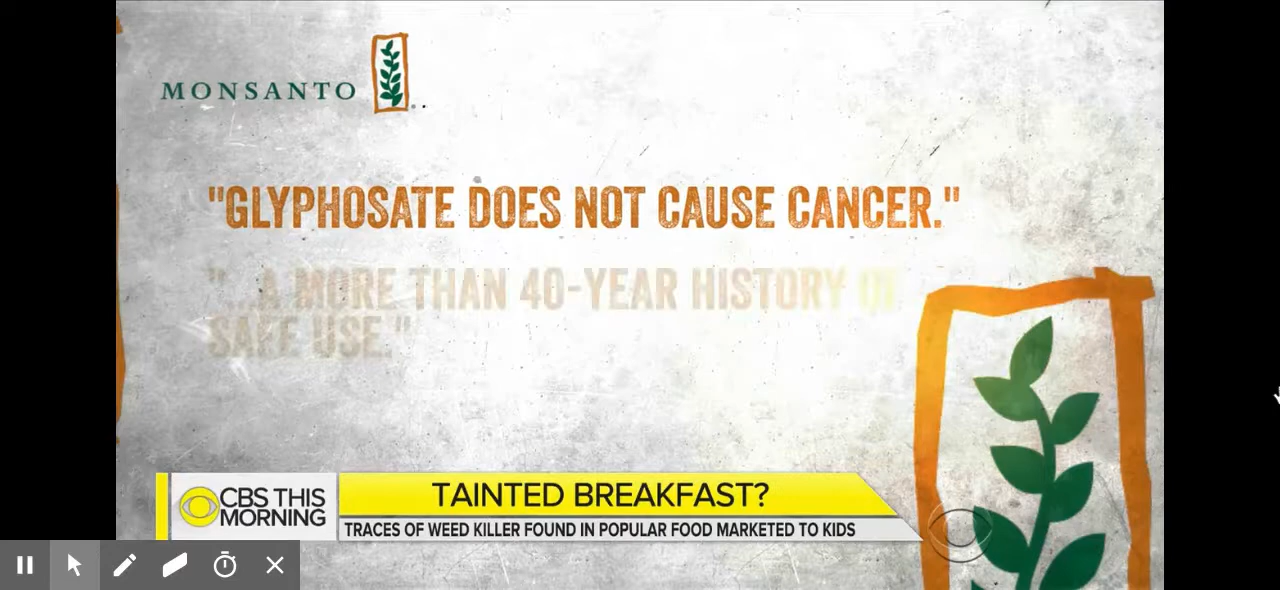 MONSANTO
"GLYPHOSATE DOES NOT CAUSE CANCER."
"...A MORE THAN 40-YEAR HISTORY OF
SAFE USE."
CBS THIS
MORNING
TAINTED BREAKFAST?
TRACES OF WEED KILLER FOUND IN POPULAR FOOD MARKETED TO KIDS